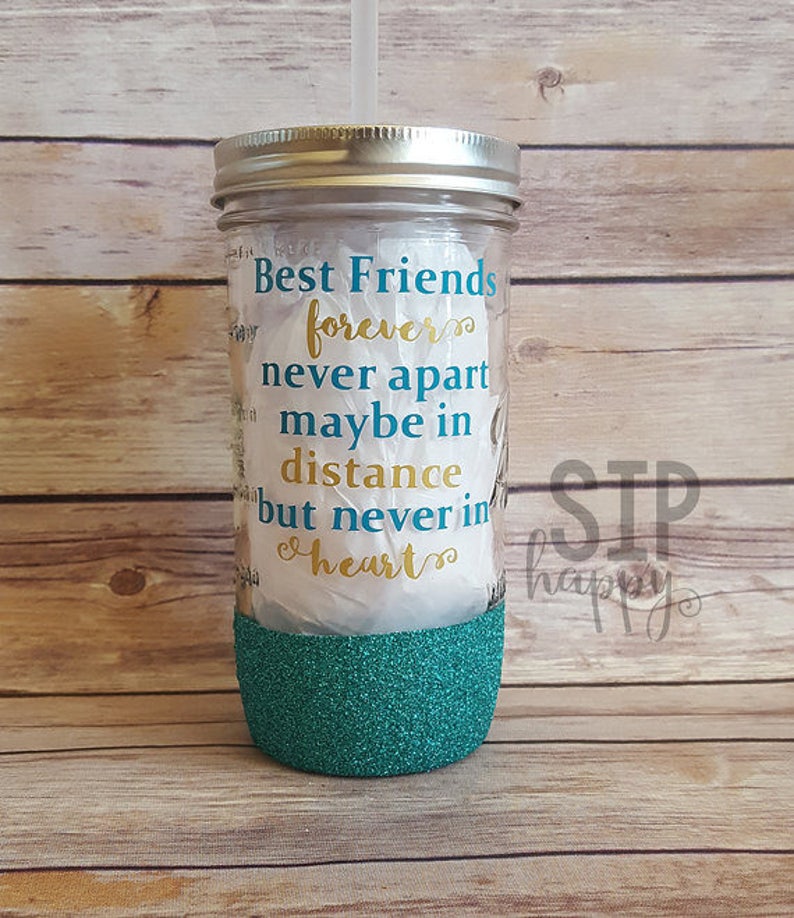 Best Friends
forever
never apart
maybe in
distance
but never in
heart
SIP
happy